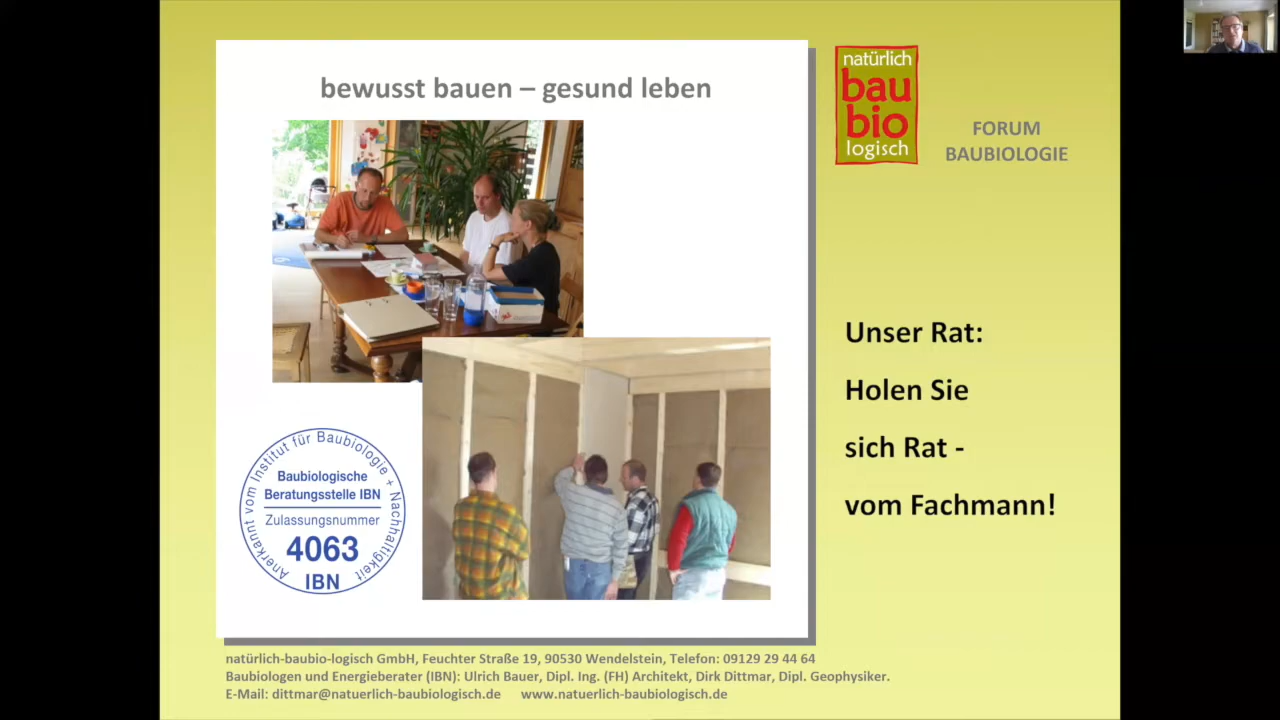 bewusst bauen – gesund leben
natürlich
bau
bio
logisch
FORUM
BAUBIOLOGIE
Unser Rat:
Holen Sie
sich Rat -
vom Fachmann!
Anerkannt vom Institut für Baubiologie + Nachhaltigkeit
Baubiologische
Beratungsstelle IBN
Zulassungsnummer
4063
IBN
natürlich-baubio-logisch GmbH, Feuchter Straße 19, 90530 Wendelstein, Telefon: 09129 29 44 64
Baubiologen und Energieberater (IBN): Ulrich Bauer, Dipl. Ing. (FH) Architekt, Dirk Dittmar, Dipl. Geophysiker.
E-Mail: dittmar@natuerlich-baubiologisch.de www.natuerlich-baubiologisch.de